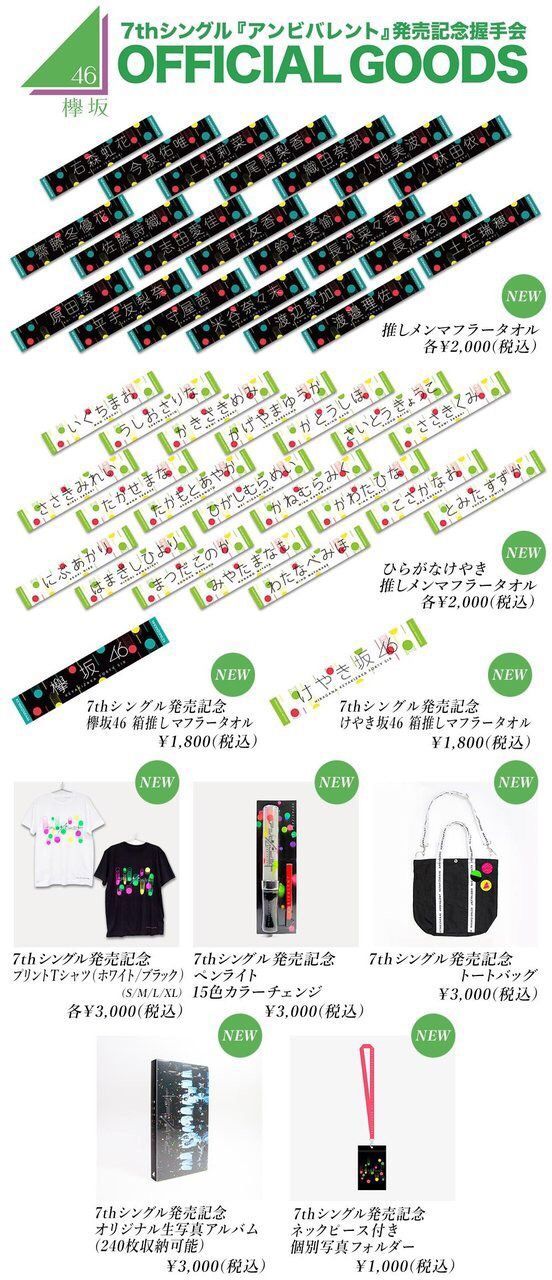 7thシングル『アンビバレント』発売記念握手会
46
OFFICIAL GOODS
欅坂
石森虹花
今泉佑唯
上村莉菜
尾関梨香
織田奈那
小池美波
小林由依
齋藤冬優花
佐藤詩織
志田愛佳
菅井友香
鈴本美愉
長沢菜々香
長濱ねる
土生瑞穂
原田葵
平手友梨奈
守屋茜
米谷奈々未
渡辺梨加
渡邉理佐
NEW
推しメンマフラータオル
各¥2,000(税込)
いぐちまお
うしおさりな
かきざきめみ
かげやまゆうか
かとうしほ
さいとうきょうこ
ささきくみ
ささきみれい
たかせまな
たかもとあやか
ひがしむらめい
かねむらみく
かわたひな
こさかなお
とみたすずか
にぶあかり
はまぎしひより
まつだこのか
みやたまなも
わたなべみほ
NEW
ひらがなけやき
推しメンマフラータオル
各¥2,000(税込)
欅坂46
けやき坂46
NEW
NEW
7thシングル発売記念
欅坂46 箱推しマフラータオル
¥1,800(税込)
7thシングル発売記念
けやき坂46 箱推しマフラータオル
¥1,800(税込)
NEW
NEW
NEW
7thシングル発売記念
プリントTシャツ(ホワイト/ブラック)
(S/M/L/XL)
各¥3,000(税込)
7thシングル発売記念
ペンライト
15色カラーチェンジ
¥3,000(税込)
7thシングル発売記念
トートバッグ
¥3,000(税込)
NEW
NEW
7thシングル発売記念
オリジナル生写真アルバム
(240枚収納可能)
¥3,000(税込)
7thシングル発売記念
ネックピース付き
個別写真フォルダー
¥1,000(税込)